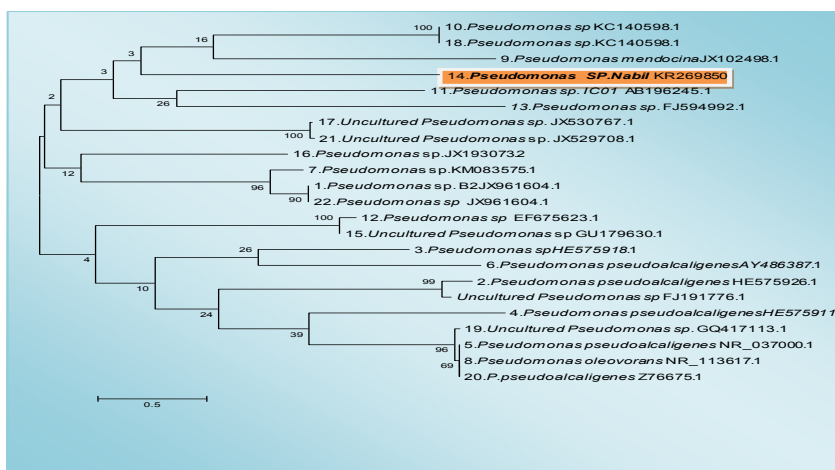 100 10.Pseudomonas sp KC140598.1
16
18.Pseudomonas sp.KC140598.1
3
9.Pseudomonas mendocinaJX102498.1
3
14.Pseudomonas SP.Nabil KR269850
11.Pseudomonas sp. IC01 AB196245.1
2
26
13.Pseudomonas sp. FJ594992.1
17.Uncultured Pseudomonas sp. JX530767.1
100
21.Uncultured Pseudomonas sp. JX529708.1
16.Pseudomonas sp.JX193073.2
12
7.Pseudomonas sp.KM083575.1
96
1.Pseudomonas sp. B2JX961604.1
90
22.Pseudomonas sp JX961604.1
100 12.Pseudomonas sp EF675623.1
15.Uncultured Pseudomonas sp GU179630.1
4
26 3.Pseudomonas spHE575918.1
6.Pseudomonas pseudoalcaligenesAY486387.1
10
99 2.Pseudomonas pseudoalcaligenes HE575926.1
Uncultured Pseudomonas sp FJ191776.1
24
4.Pseudomonas pseudoalcaligenesHE575911
39
19.Uncultured Pseudomonas sp. GQ417113.1
96 5.Pseudomonas pseudoalcaligenes NR_037000.1
8.Pseudomonas oleovorans NR_113617.1
69
20.P.pseudoalcaligenes Z76675.1
0.5